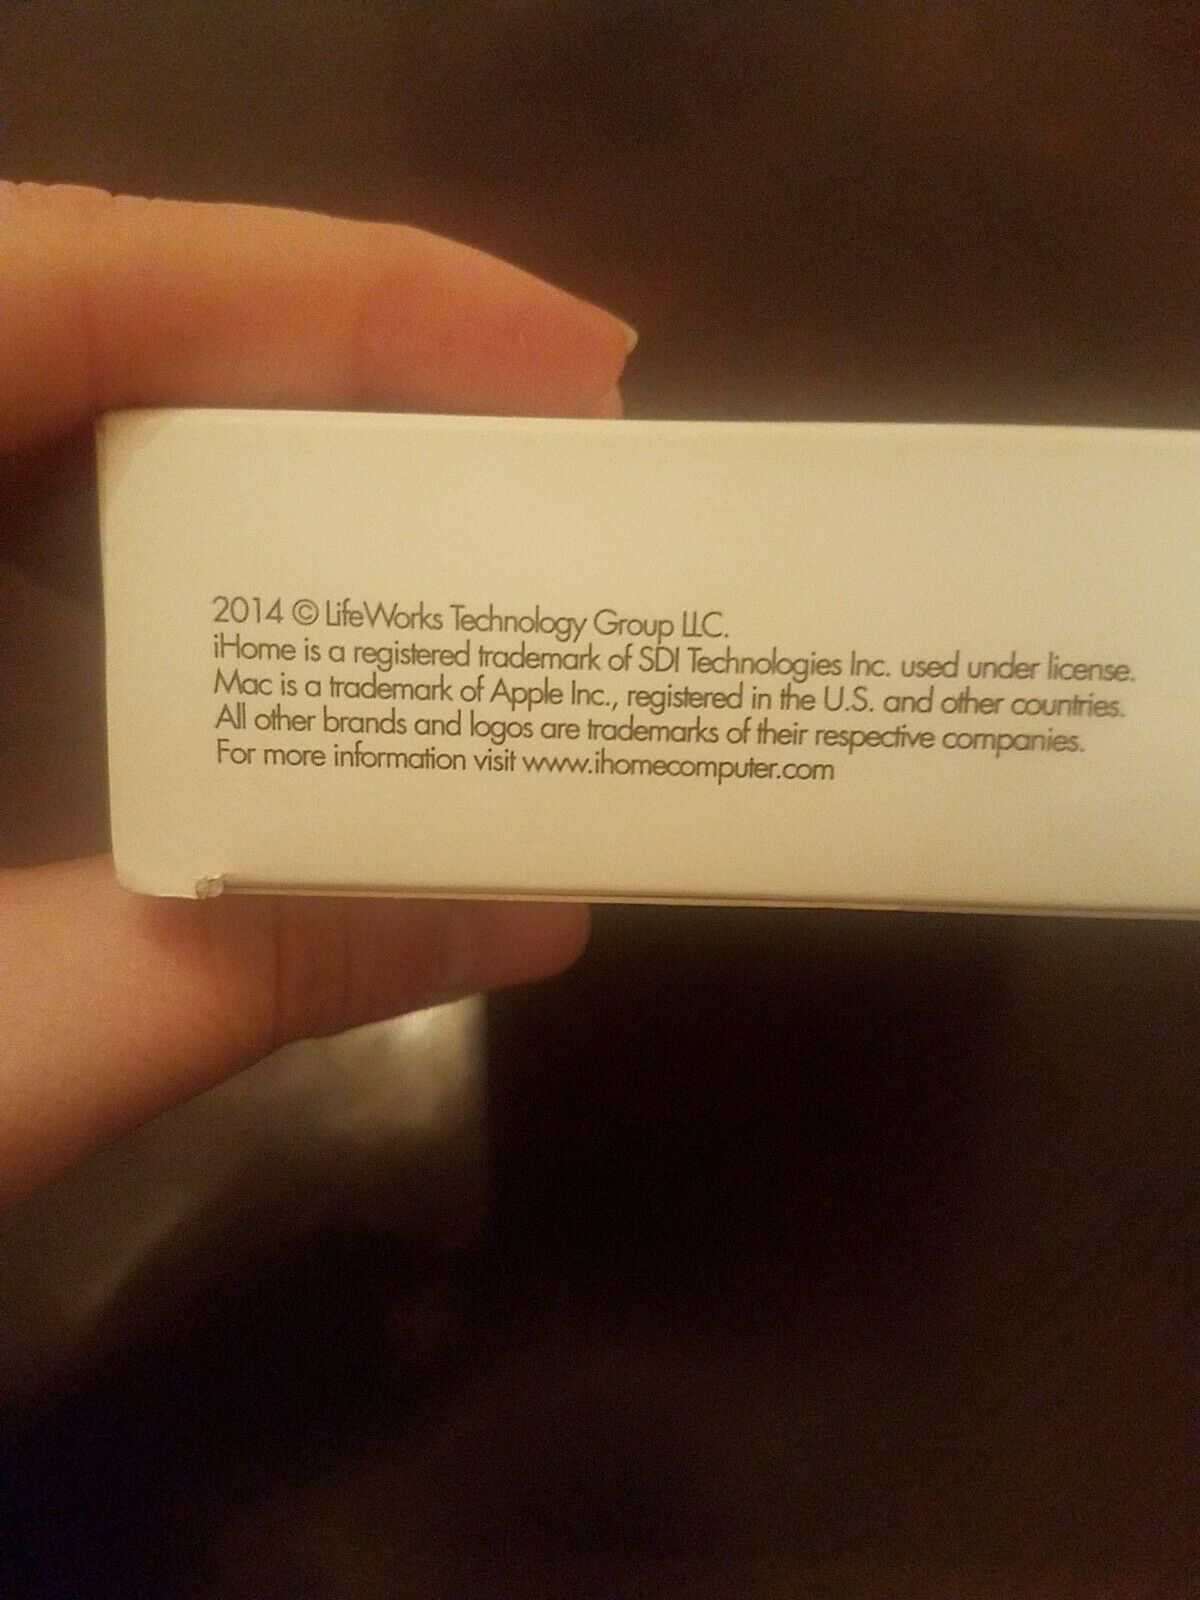 2014 © LifeWorks Technology Group LLC.
iHome is a registered trademark of SDI Technologies Inc. used under license.
Mac is a trademark of Apple Inc., registered in the U.S. and other countries.
All other brands and logos are trademarks of their respective companies.
For more information visit www.ihomecomputer.com